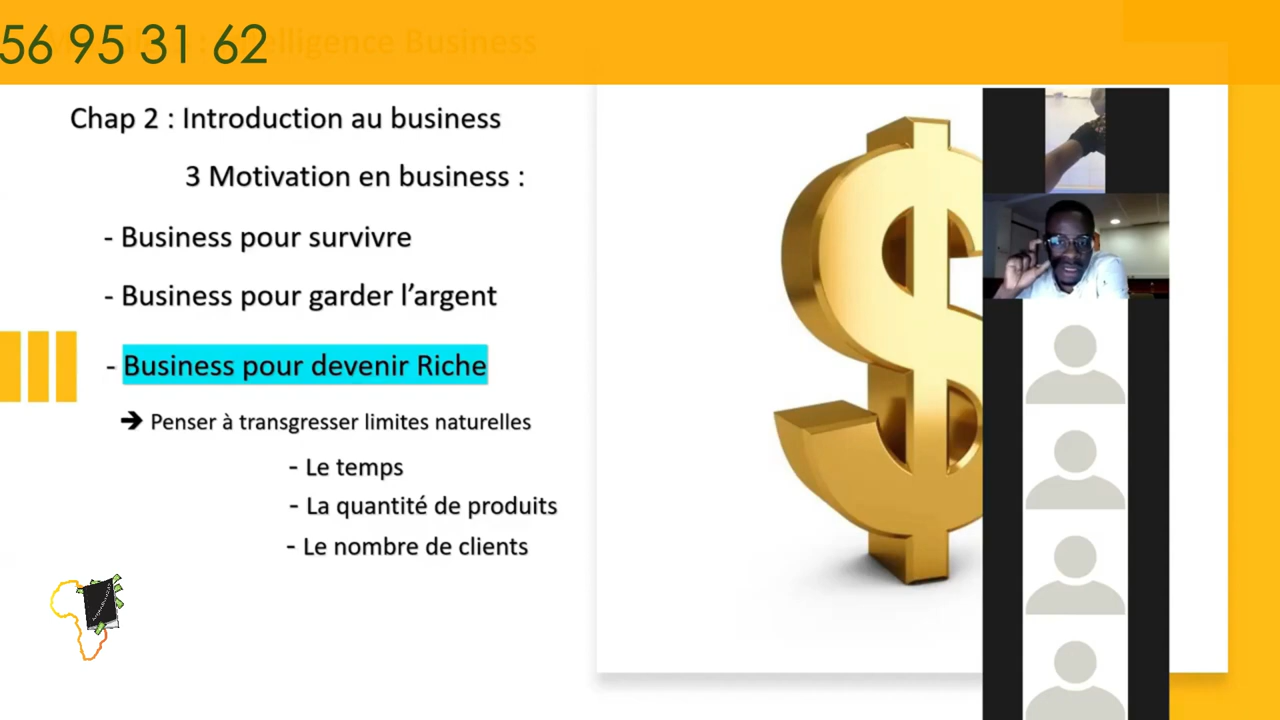 56 95 31 62
elligence Business
Chap 2 : Introduction au business
3 Motivation en business :
- Business pour survivre
- Business pour garder l’argent
- Business pour devenir Riche
➔ Penser à transgresser limites naturelles
- Le temps
- La quantité de produits
- Le nombre de clients